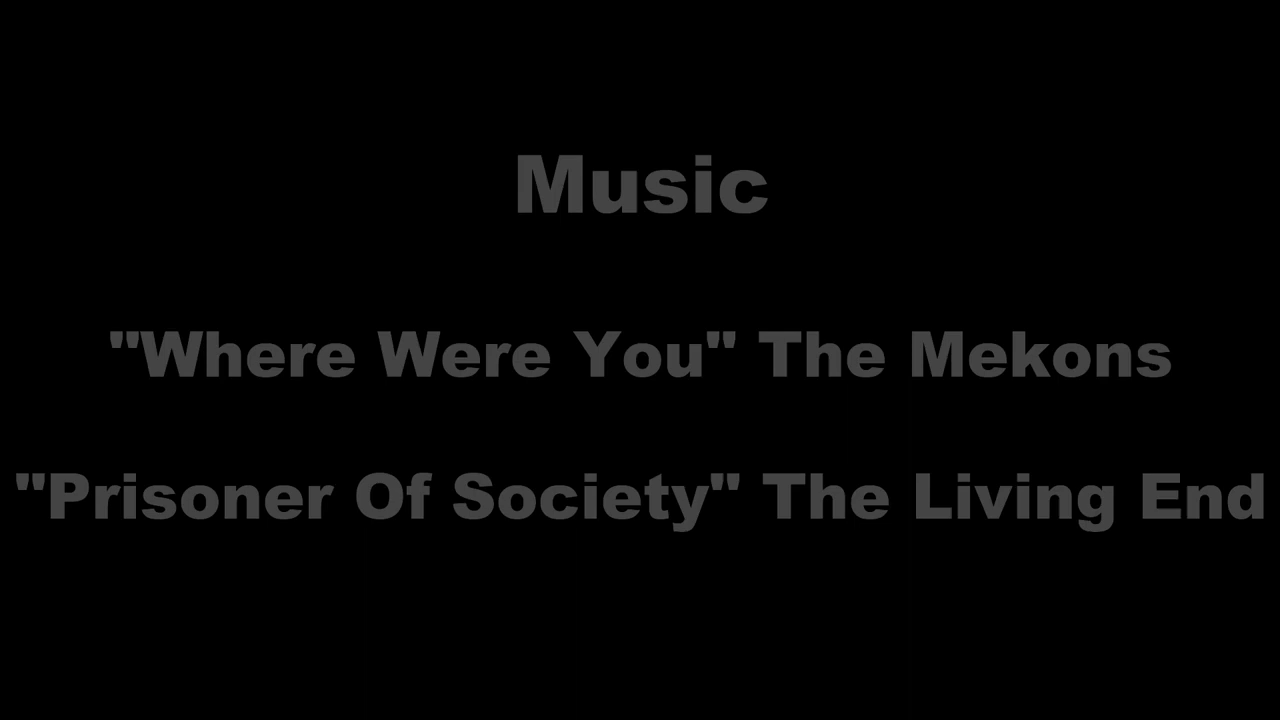 Music
"Where Were You" The Mekons
"Prisoner Of Society" The Living End